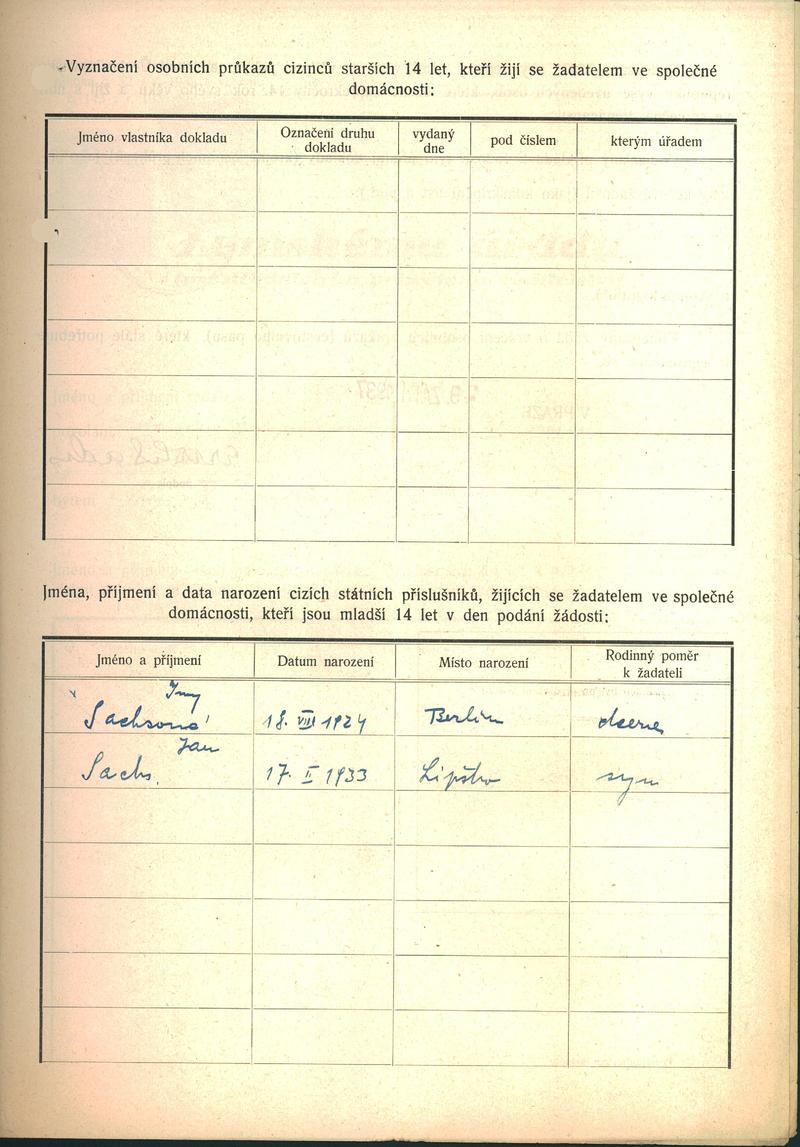 Vyznačení osobních průkazů cizinců starších 14 let, kteří žijí se žadatelem ve společné
domácnosti:
Jméno vlastníka dokladu
Označení druhu
dokladu
vydaný
dne
pod číslem
kterým úřadem
Jména, příjmení a data narození cizích státních příslušníků, žijících se žadatelem ve společné
domácnosti, kteří jsou mladší 14 let v den podání žádosti:
Jméno a příjmení
Datum narození
Místo narození
Rodinný poměr
k žadateli
Sachsová
18. VIII 1924
Berlin
dcera
Jan
Sachs.
17. II 1933
Lipsko
syn